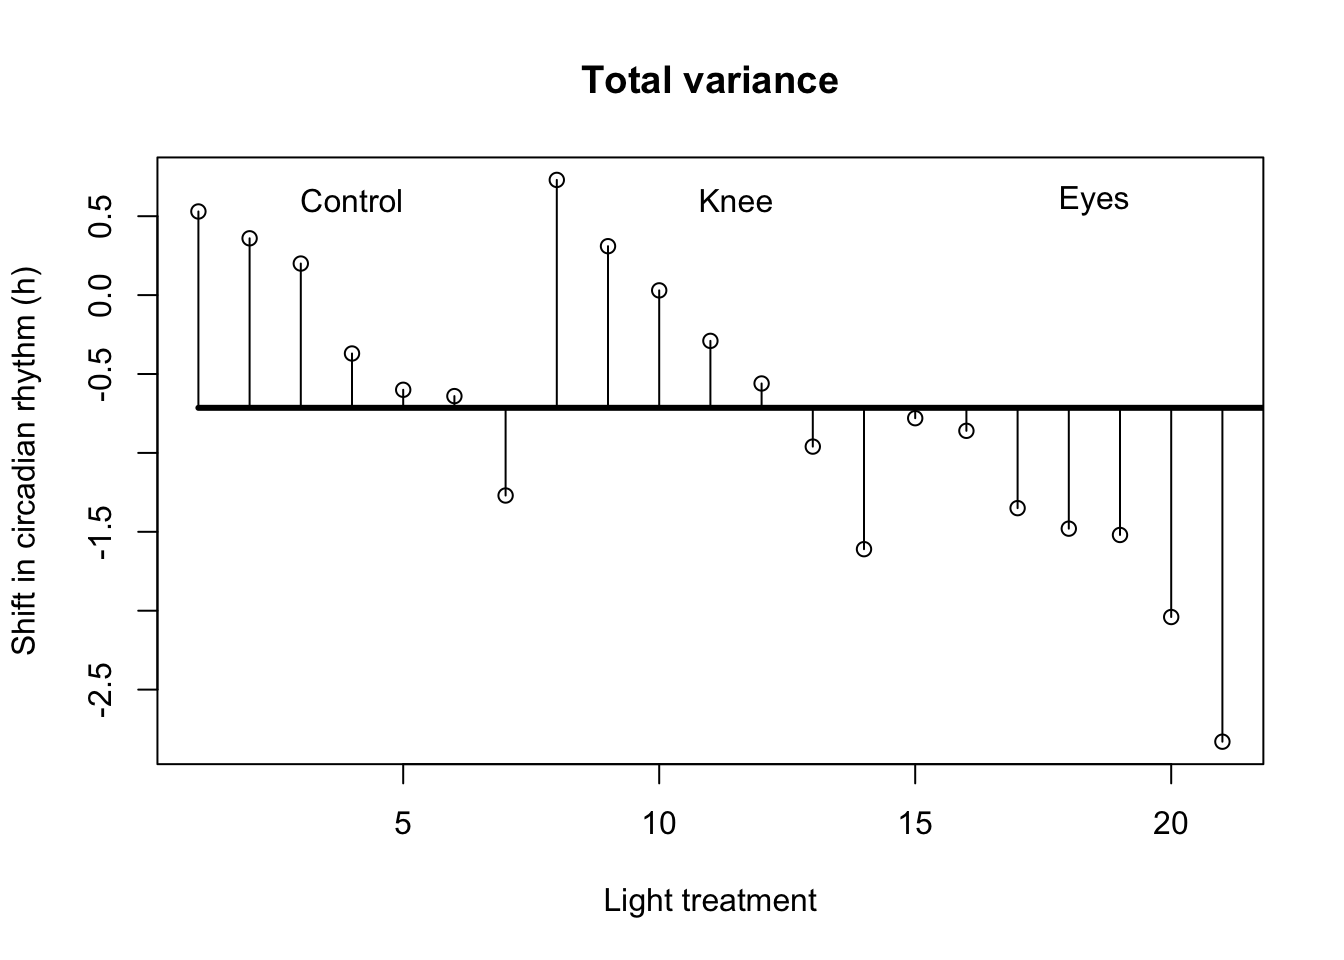 Total variance
Control
Knee
Eyes
Shift in circadian rhythm (h)
0.5
0.0
-0.5
-1.5
-2.5
5
10
15
20
Light treatment